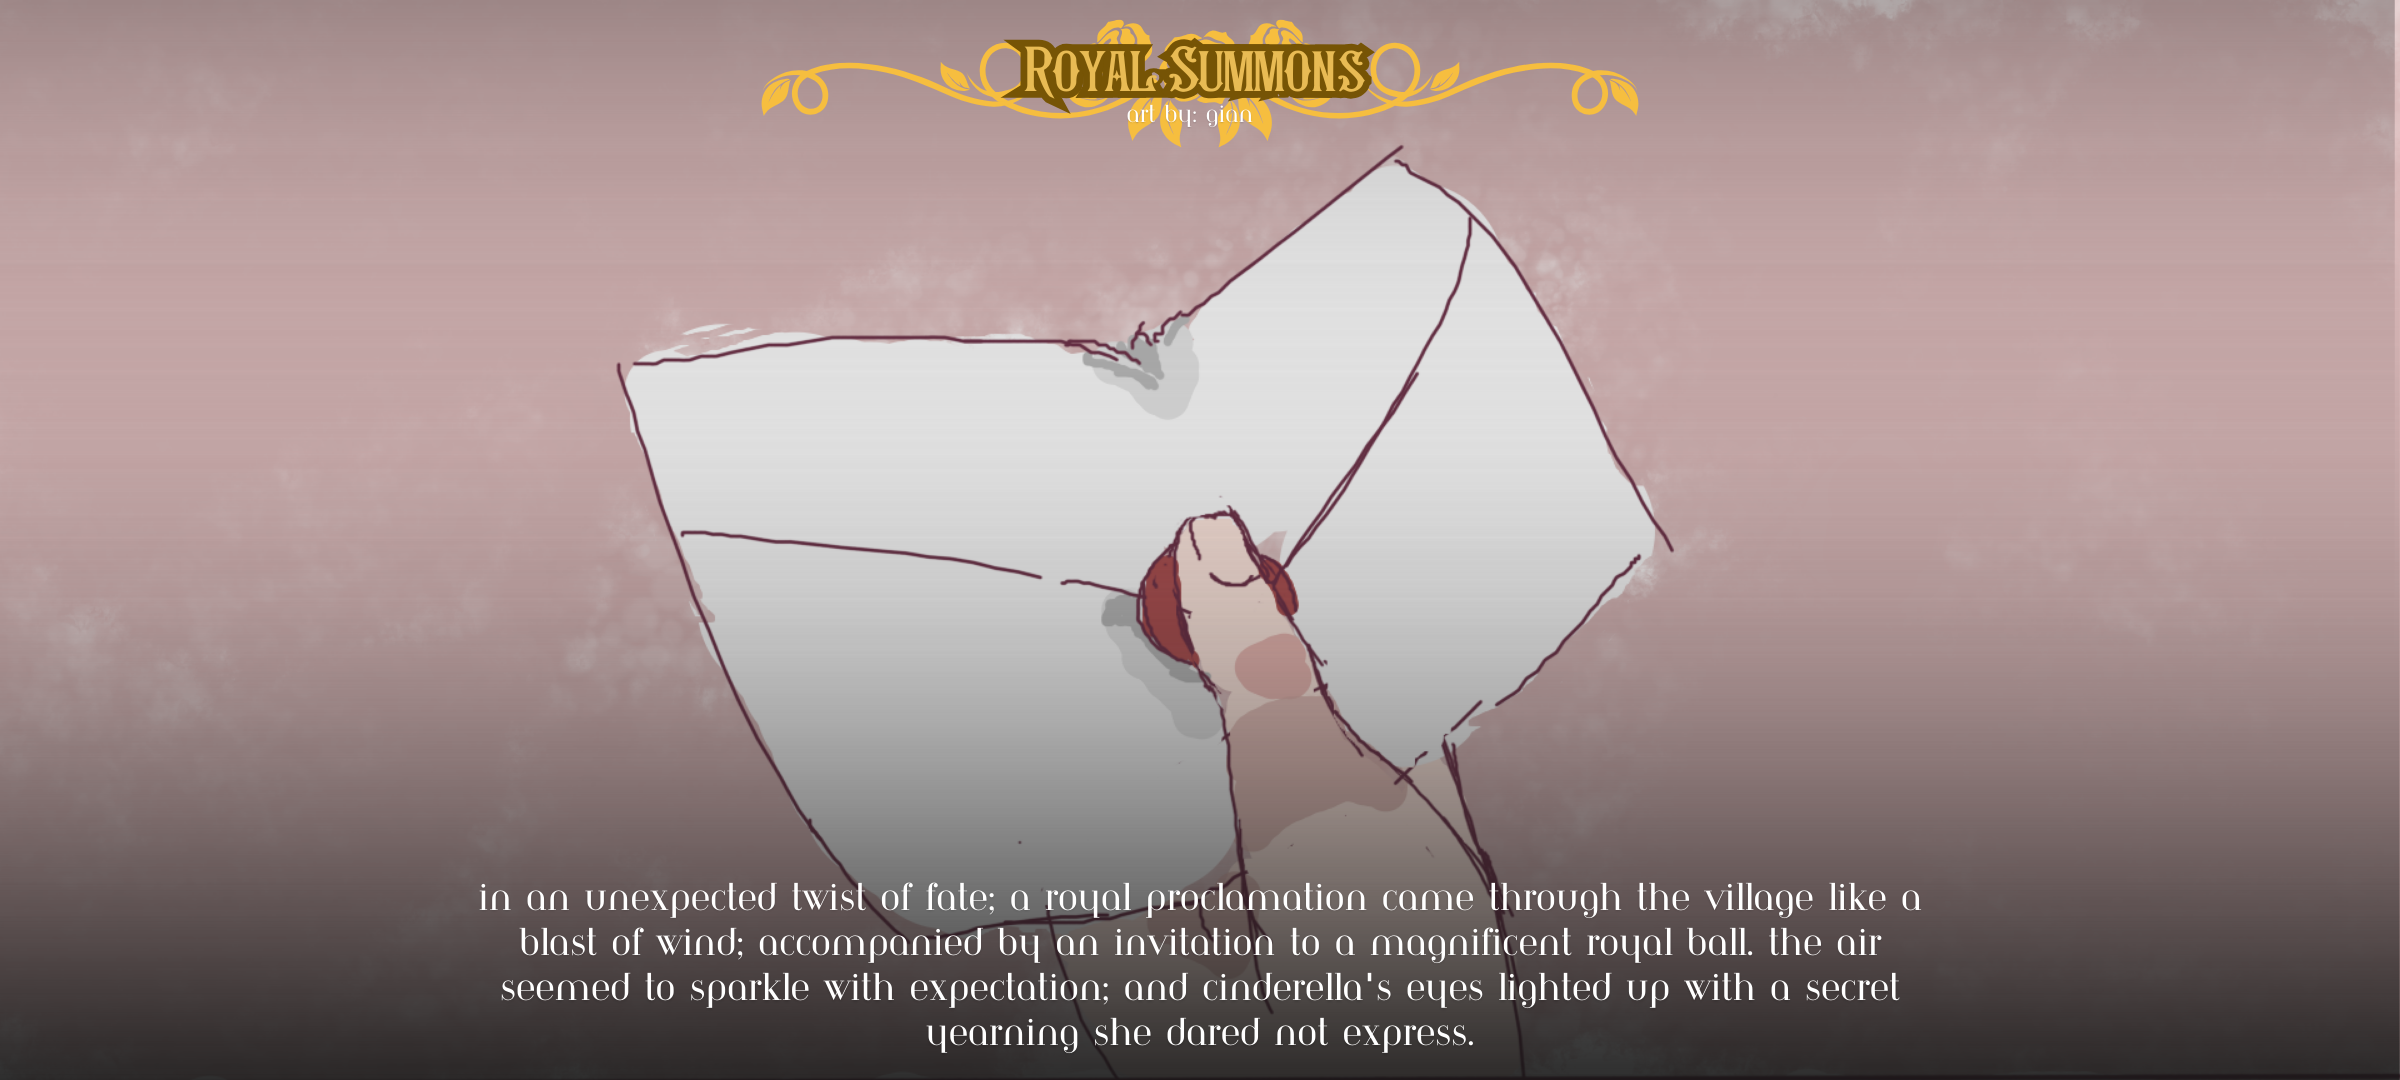 ROYAL SUMMONS
art by: gian
in an unexpected twist of fate; a royal proclamation came through the village like a
blast of wind; accompanied by an invitation to a magnificent royal ball. the air
seemed to sparkle with expectation; and cinderella's eyes lighted up with a secret
yearning she dared not express.